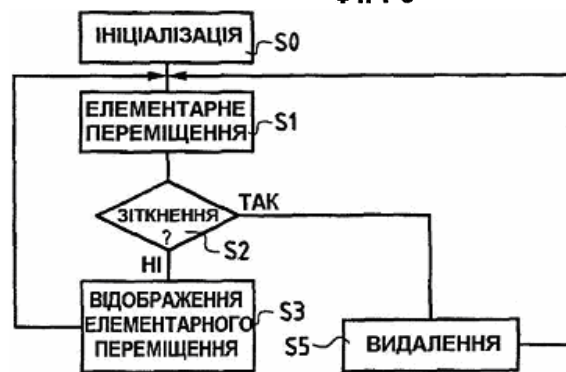 ІНІЦІАЛІЗАЦІЯ
S0
ЕЛЕМЕНТАРНЕ
ПЕРЕМІЩЕННЯ
S1
ЗІТКНЕННЯ
?
S2
ТАК
НІ
ВІДОБРАЖЕННЯ
ЕЛЕМЕНТАРНОГО
ПЕРЕМІЩЕННЯ
S3
S5
ВИДАЛЕННЯ